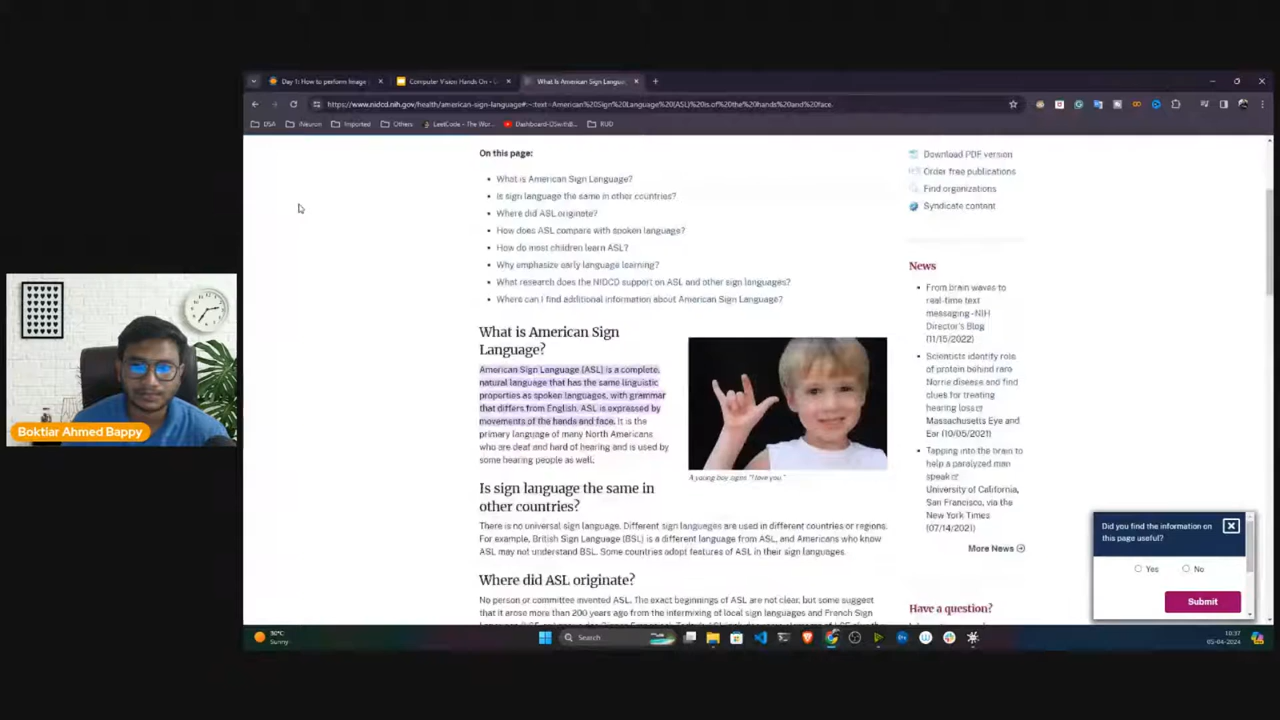 Day 1: How to perform Image
Computer Vision Hands On -
What Is American Sign Langua
https://www.nidcd.nih.gov/health/american-sign-language#:~:text=American%20Sign%20Language%20(ASL)%20is,of%20the%20hands%20and%20face.
DSA
iNeuron
Imported
Others
LeetCode - The Wor...
Dashboard-DSwithB...
RUD
On this page:
What is American Sign Language?
Is sign language the same in other countries?
Where did ASL originate?
How does ASL compare with spoken language?
How do most children learn ASL?
Why emphasize early language learning?
What research does the NIDCD support on ASL and other sign languages?
Where can I find additional information about American Sign Language?
What is American Sign
Language?
American Sign Language (ASL) is a complete,
natural language that has the same linguistic
properties as spoken languages, with grammar
that differs from English. ASL is expressed by
movements of the hands and face. It is the
primary language of many North Americans
who are deaf and hard of hearing and is used by
some hearing people as well.
A young boy signs "I love you."
Is sign language the same in
other countries?
There is no universal sign language. Different sign languages are used in different countries or regions.
For example, British Sign Language (BSL) is a different language from ASL, and Americans who know
ASL may not understand BSL. Some countries adopt features of ASL in their sign languages.
Where did ASL originate?
No person or committee invented ASL. The exact beginnings of ASL are not clear, but some suggest
that it arose more than 200 years ago from the intermixing of local sign languages and French Sign
Download PDF version
Order free publications
Find organizations
Syndicate content
News
From brain waves to
real-time text
messaging - NIH
Director's Blog
(11/15/2022)
Scientists identify role
of protein behind rare
Norrie disease and find
clues for treating
hearing loss
Massachusetts Eye and
Ear (10/05/2021)
Tapping into the brain to
help a paralyzed man
speak
University of California,
San Francisco, via the
New York Times
(07/14/2021)
More News
Have a question?
Did you find the information on
this page useful?
Yes
No
Submit
Boktiar Ahmed Bappy
30°C
Sunny
Search
10:37
05-04-2024